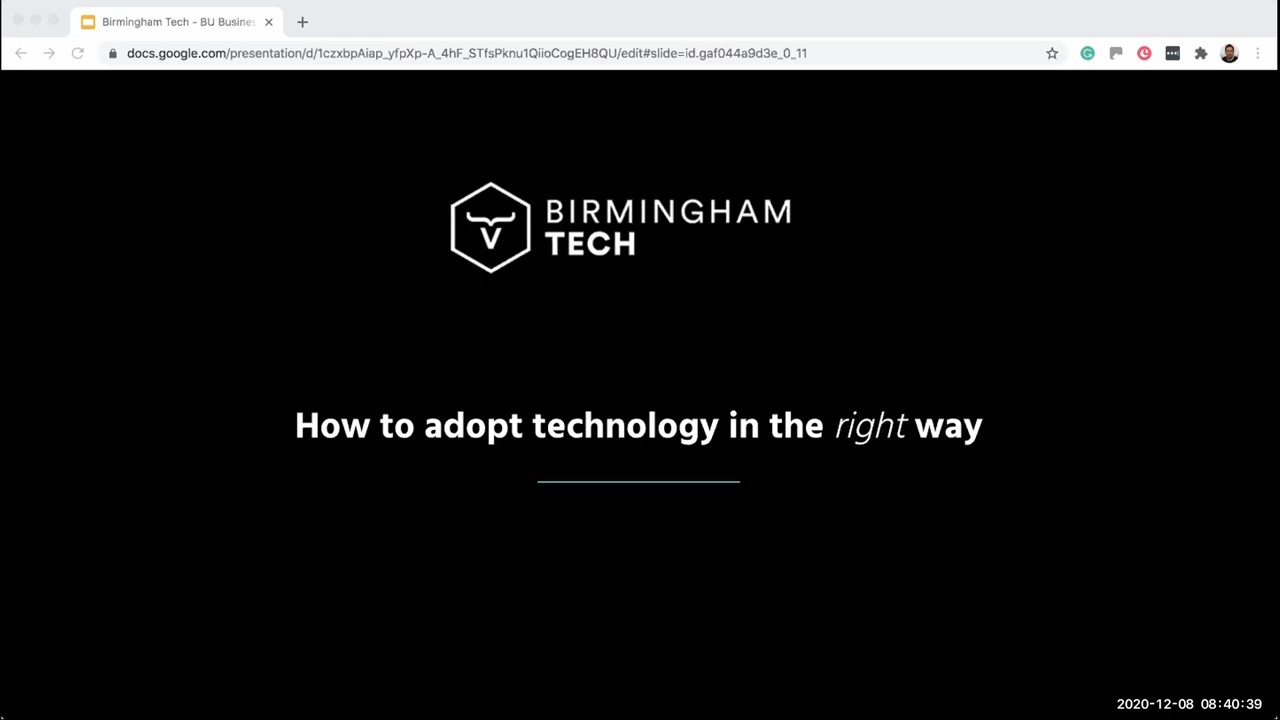 Birmingham Tech - BU Busines
docs.google.com/presentation/d/1czxbpAiap_yfpXp-A_4hF_STfsPknu1QiioCogEH8QU/edit#slide=id.gaf044a9d3e_0_11
BIRMINGHAM
TECH
How to adopt technology in the right way
2020-12-08 08:40:39